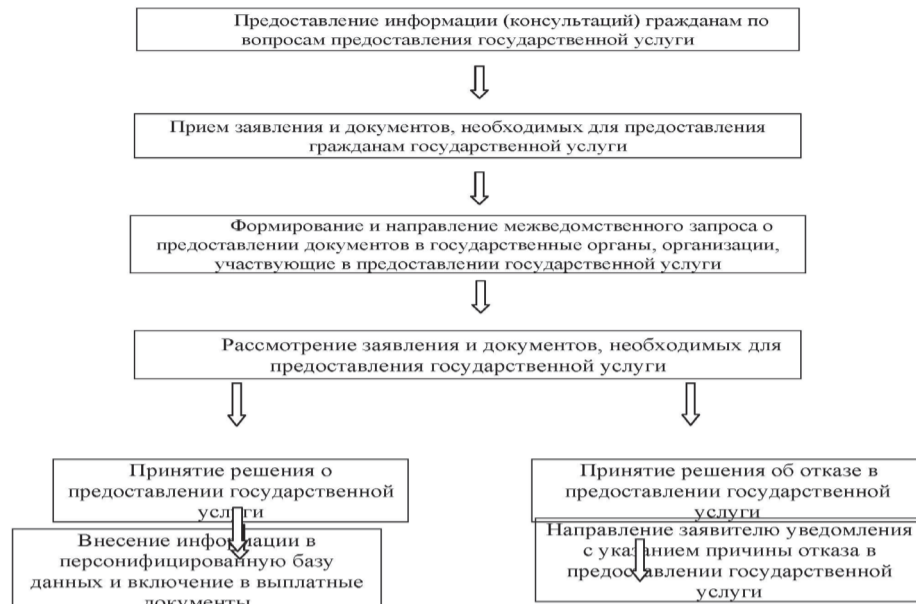 Предоставление информации (консультаций) гражданам по
вопросам предоставления государственной услуги
Прием заявления и документов, необходимых для предоставления
гражданам государственной услуги
Формирование и направление межведомственного запроса о
предоставлении документов в государственные органы, организации,
участвующие в предоставлении государственной услуги
Рассмотрение заявления и документов, необходимых для
предоставления государственной услуги
Принятие решения о
предоставлении государственной
услуги
Внесение информации в
персонифицированную базу
данных и включение в выплатные
документы
Принятие решения об отказе в
предоставлении государственной
услуги
Направление заявителю уведомления
с указанием причины отказа в
предоставлении государственной
услуги